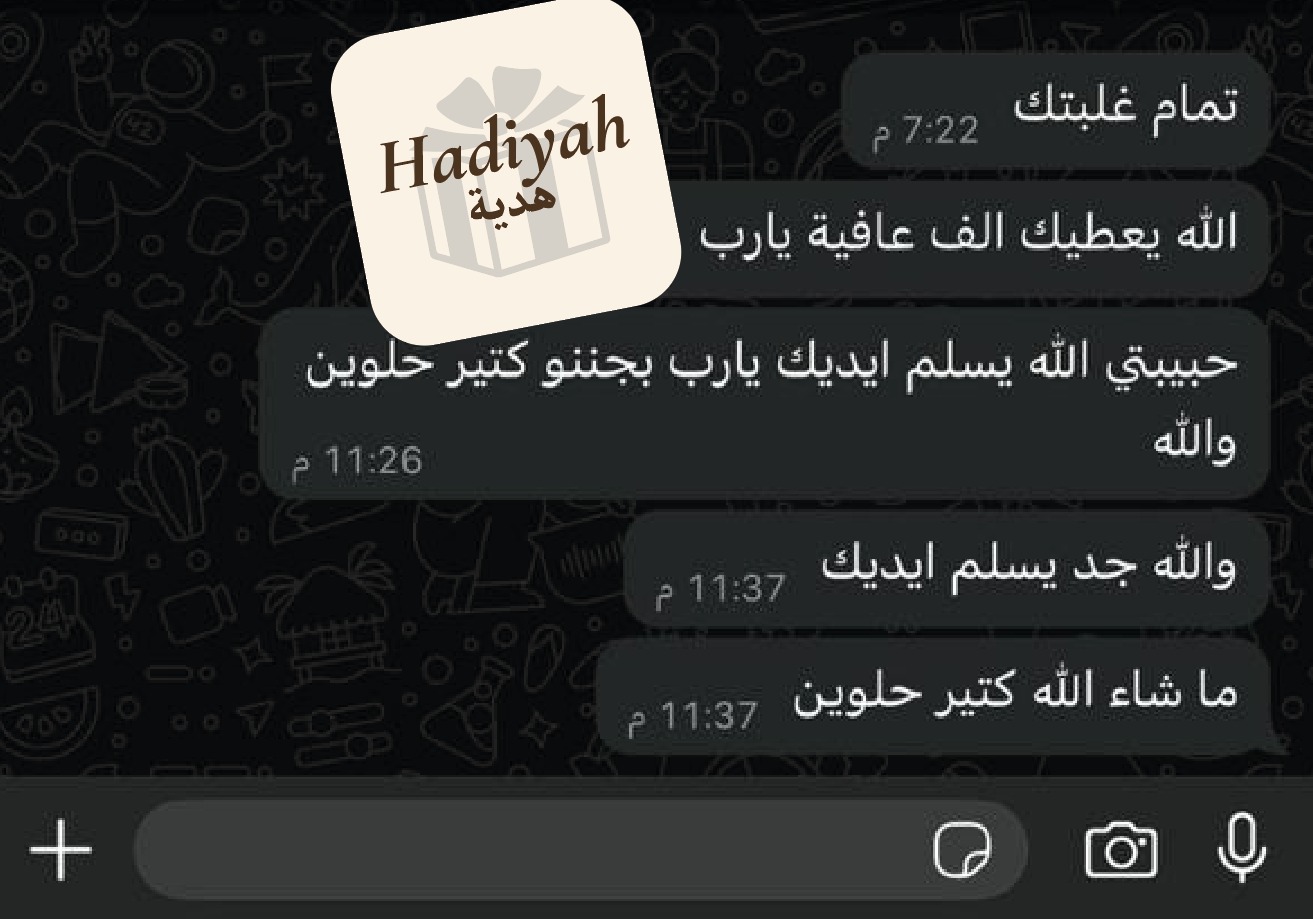 تمام غلبتك
7:22 م
Hadiyah
هدية
الله يعطيك الف عافية يارب
حبيبتي الله يسلم ايديك يارب بجننو كتير حلوين
والله
11:26 م
والله جد يسلم ايديك
11:37 م
ما شاء الله كتير حلوين
11:37 م